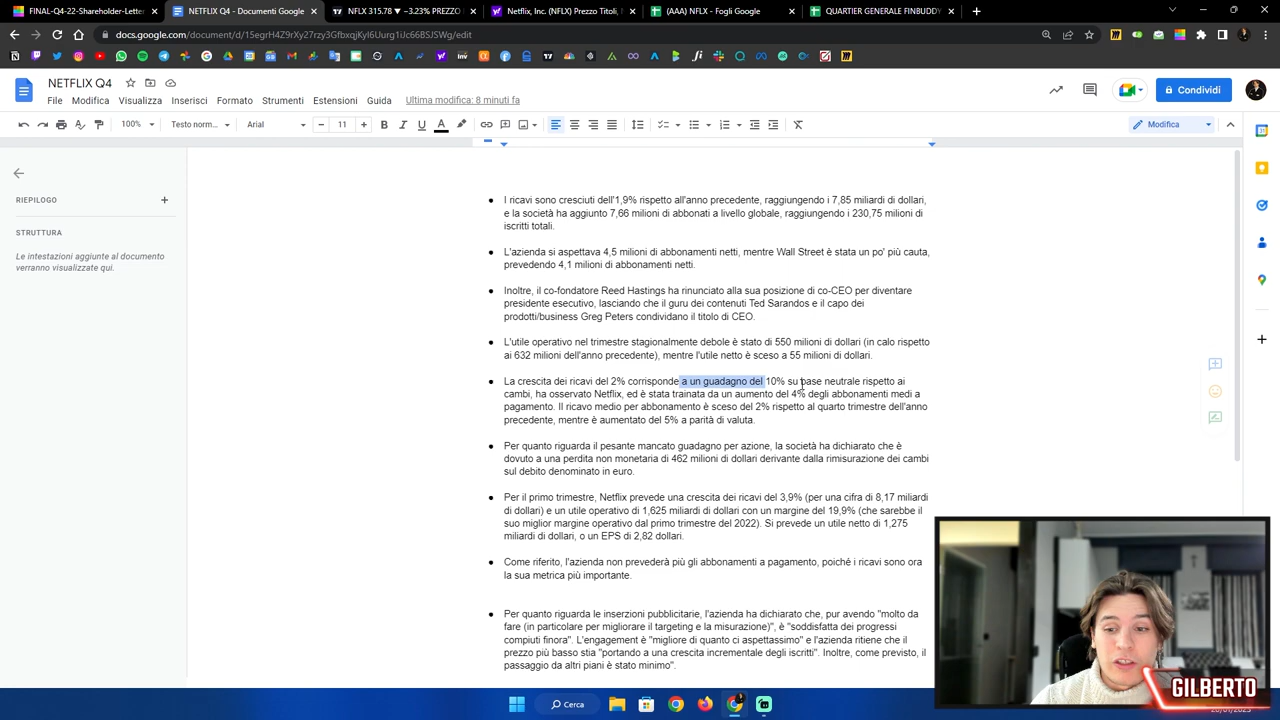 FINAL-Q4-22-Shareholder-Letter-
NETFLIX Q4 - Documenti Google
NFLX 315.78 ▼ −3.23% PREZZO
Netflix, Inc. (NFLX) Prezzo Titoli,
(AAA) NFLX - Fogli Google
QUARTIER GENERALE FINBUDDY
docs.google.com/document/d/15egrH4Z9rXy27rzy3GfbxqjKyI6Uurg1iJc668SJSWg/edit
NETFLIX Q4
Condividi
File Modifica Visualizza Inserisci Formato Strumenti Estensioni Guida Ultima modifica: 8 minuti fa
100% Testo norm... Arial 11 Modifica
RIEPILOGO
STRUTTURA
Le intestazioni aggiunte al documento
verranno visualizzate qui.
● I ricavi sono cresciuti dell'1,9% rispetto all'anno precedente, raggiungendo i 7,85 miliardi di dollari,
e la società ha aggiunto 7,66 milioni di abbonati a livello globale, raggiungendo i 230,75 milioni di
iscritti totali.
● L'azienda si aspettava 4,5 milioni di abbonamenti netti, mentre Wall Street è stata un po' più cauta,
prevedendo 4,1 milioni di abbonamenti netti.
● Inoltre, il co-fondatore Reed Hastings ha rinunciato alla sua posizione di co-CEO per diventare
presidente esecutivo, lasciando che il guru dei contenuti Ted Sarandos e il capo dei
prodotti/business Greg Peters condividano il titolo di CEO.
● L'utile operativo nel trimestre stagionalmente debole è stato di 550 milioni di dollari (in calo rispetto
ai 632 milioni dell'anno precedente), mentre l'utile netto è sceso a 55 milioni di dollari.
● La crescita dei ricavi del 2% corrisponde a un guadagno del 10% su base neutrale rispetto ai
cambi, ha osservato Netflix, ed è stata trainata da un aumento del 4% degli abbonamenti medi a
pagamento. Il ricavo medio per abbonamento è sceso del 2% rispetto al quarto trimestre dell'anno
precedente, mentre è aumentato del 5% a parità di valuta.
● Per quanto riguarda il pesante mancato guadagno per azione, la società ha dichiarato che è
dovuto a una perdita non monetaria di 462 milioni di dollari derivante dalla rimisurazione dei cambi
sul debito denominato in euro.
● Per il primo trimestre, Netflix prevede una crescita dei ricavi del 3,9% (per una cifra di 8,17 miliardi
di dollari) e un utile operativo di 1,625 miliardi di dollari con un margine del 19,9% (che sarebbe il
suo miglior margine operativo dal primo trimestre del 2022). Si prevede un utile netto di 1,275
miliardi di dollari, o un EPS di 2,82 dollari.
● Come riferito, l'azienda non prevederà più gli abbonamenti a pagamento, poiché i ricavi sono ora
la sua metrica più importante.
● Per quanto riguarda le inserzioni pubblicitarie, l'azienda ha dichiarato che, pur avendo "molto da
fare (in particolare per migliorare il targeting e la misurazione)", è "soddisfatta dei progressi
compiuti finora". L'engagement è "migliore di quanto ci aspettassimo" e l'azienda ritiene che il
prezzo più basso stia "portando a una crescita incrementale degli iscritti". Inoltre, come previsto, il
passaggio da altri piani è stato minimo".
GILBERTO
Cerca